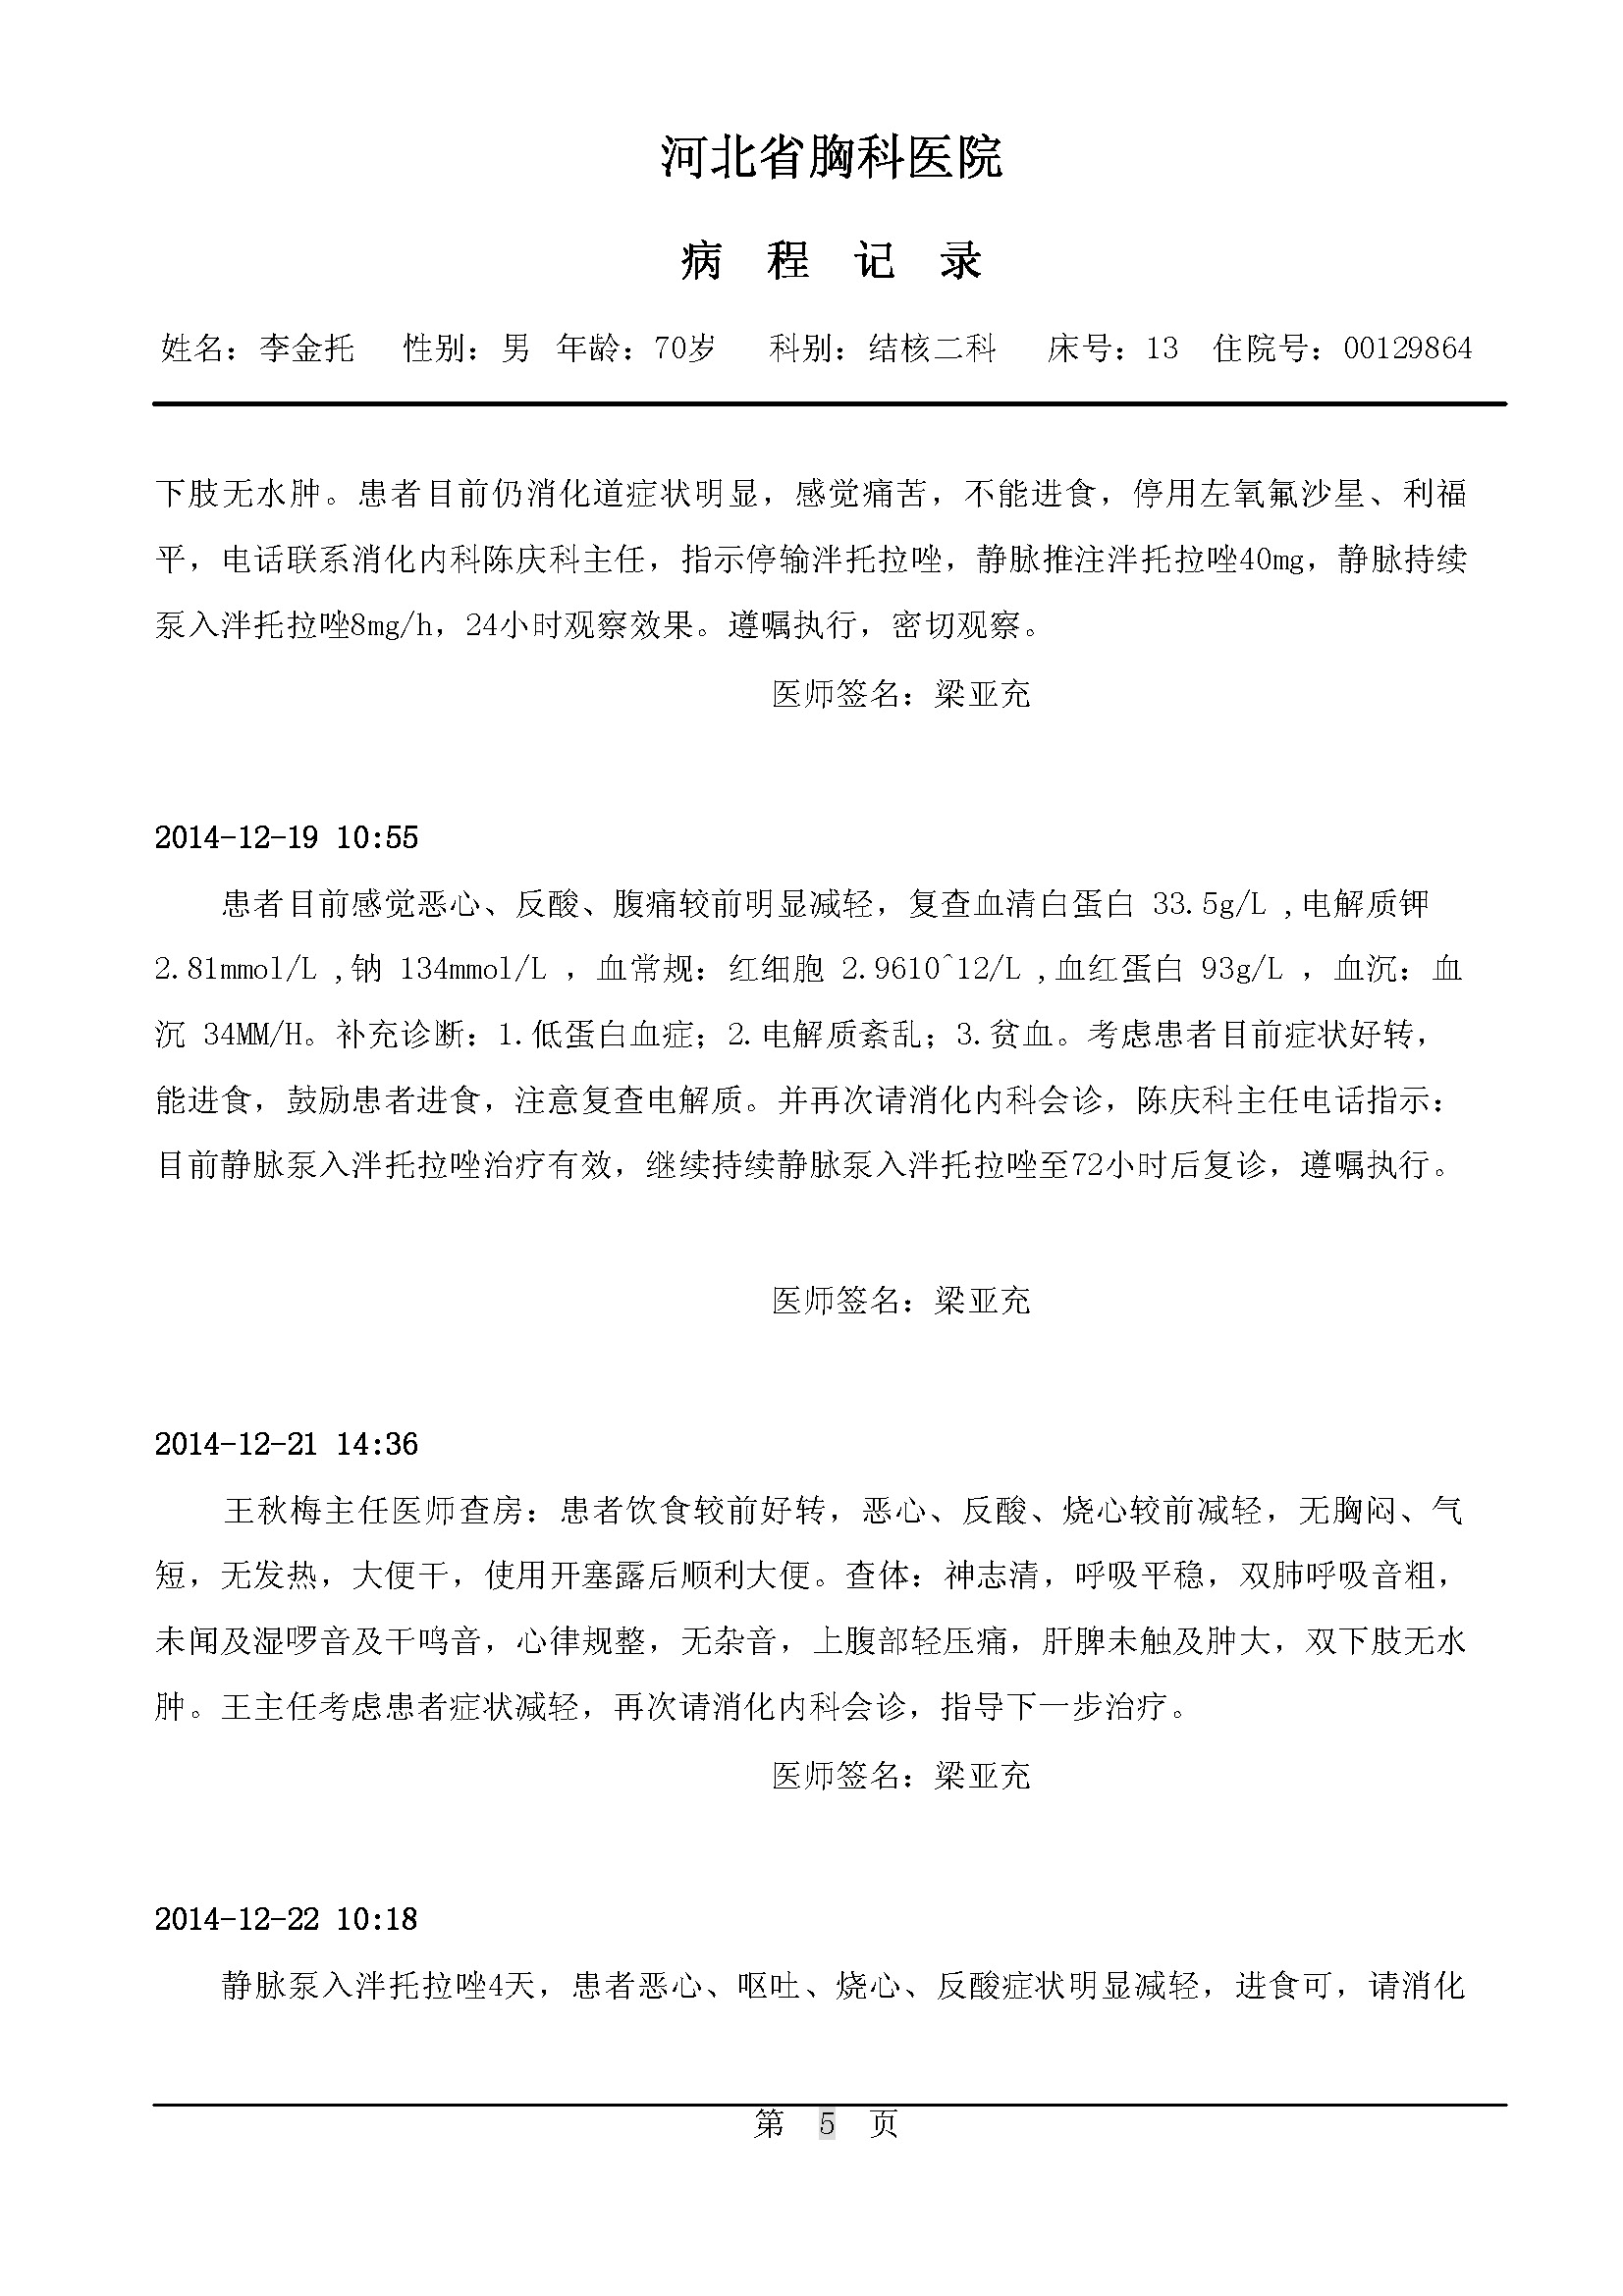 河北省胸科医院
病 程 记 录
姓名：李金托 性别：男 年龄：70岁 科别：结核二科 床号：13 住院号：00129864
下肢无水肿。患者目前仍消化道症状明显，感觉痛苦，不能进食，停用左氧氟沙星、利福
平，电话联系消化内科陈庆科主任，指示停输泮托拉唑，静脉推注泮托拉唑40mg，静脉持续
泵入泮托拉唑8mg/h，24小时观察效果。遵嘱执行，密切观察。
医师签名：梁亚充
2014-12-19 10:55
患者目前感觉恶心、反酸、腹痛较前明显减轻，复查血清白蛋白 33.5g/L ,电解质钾
2.81mmol/L ,钠 134mmol/L ，血常规：红细胞 2.9610^12/L ,血红蛋白 93g/L ，血沉：血
沉 34MM/H。补充诊断：1.低蛋白血症；2.电解质紊乱；3.贫血。考虑患者目前症状好转，
能进食，鼓励患者进食，注意复查电解质。并再次请消化内科会诊，陈庆科主任电话指示：
目前静脉泵入泮托拉唑治疗有效，继续持续静脉泵入泮托拉唑至72小时后复诊，遵嘱执行。
医师签名：梁亚充
2014-12-21 14:36
王秋梅主任医师查房：患者饮食较前好转，恶心、反酸、烧心较前减轻，无胸闷、气
短，无发热，大便干，使用开塞露后顺利大便。查体：神志清，呼吸平稳，双肺呼吸音粗，
未闻及湿啰音及干鸣音，心律规整，无杂音，上腹部轻压痛，肝脾未触及肿大，双下肢无水
肿。王主任考虑患者症状减轻，再次请消化内科会诊，指导下一步治疗。
医师签名：梁亚充
2014-12-22 10:18
静脉泵入泮托拉唑4天，患者恶心、呕吐、烧心、反酸症状明显减轻，进食可，请消化
第 5 页